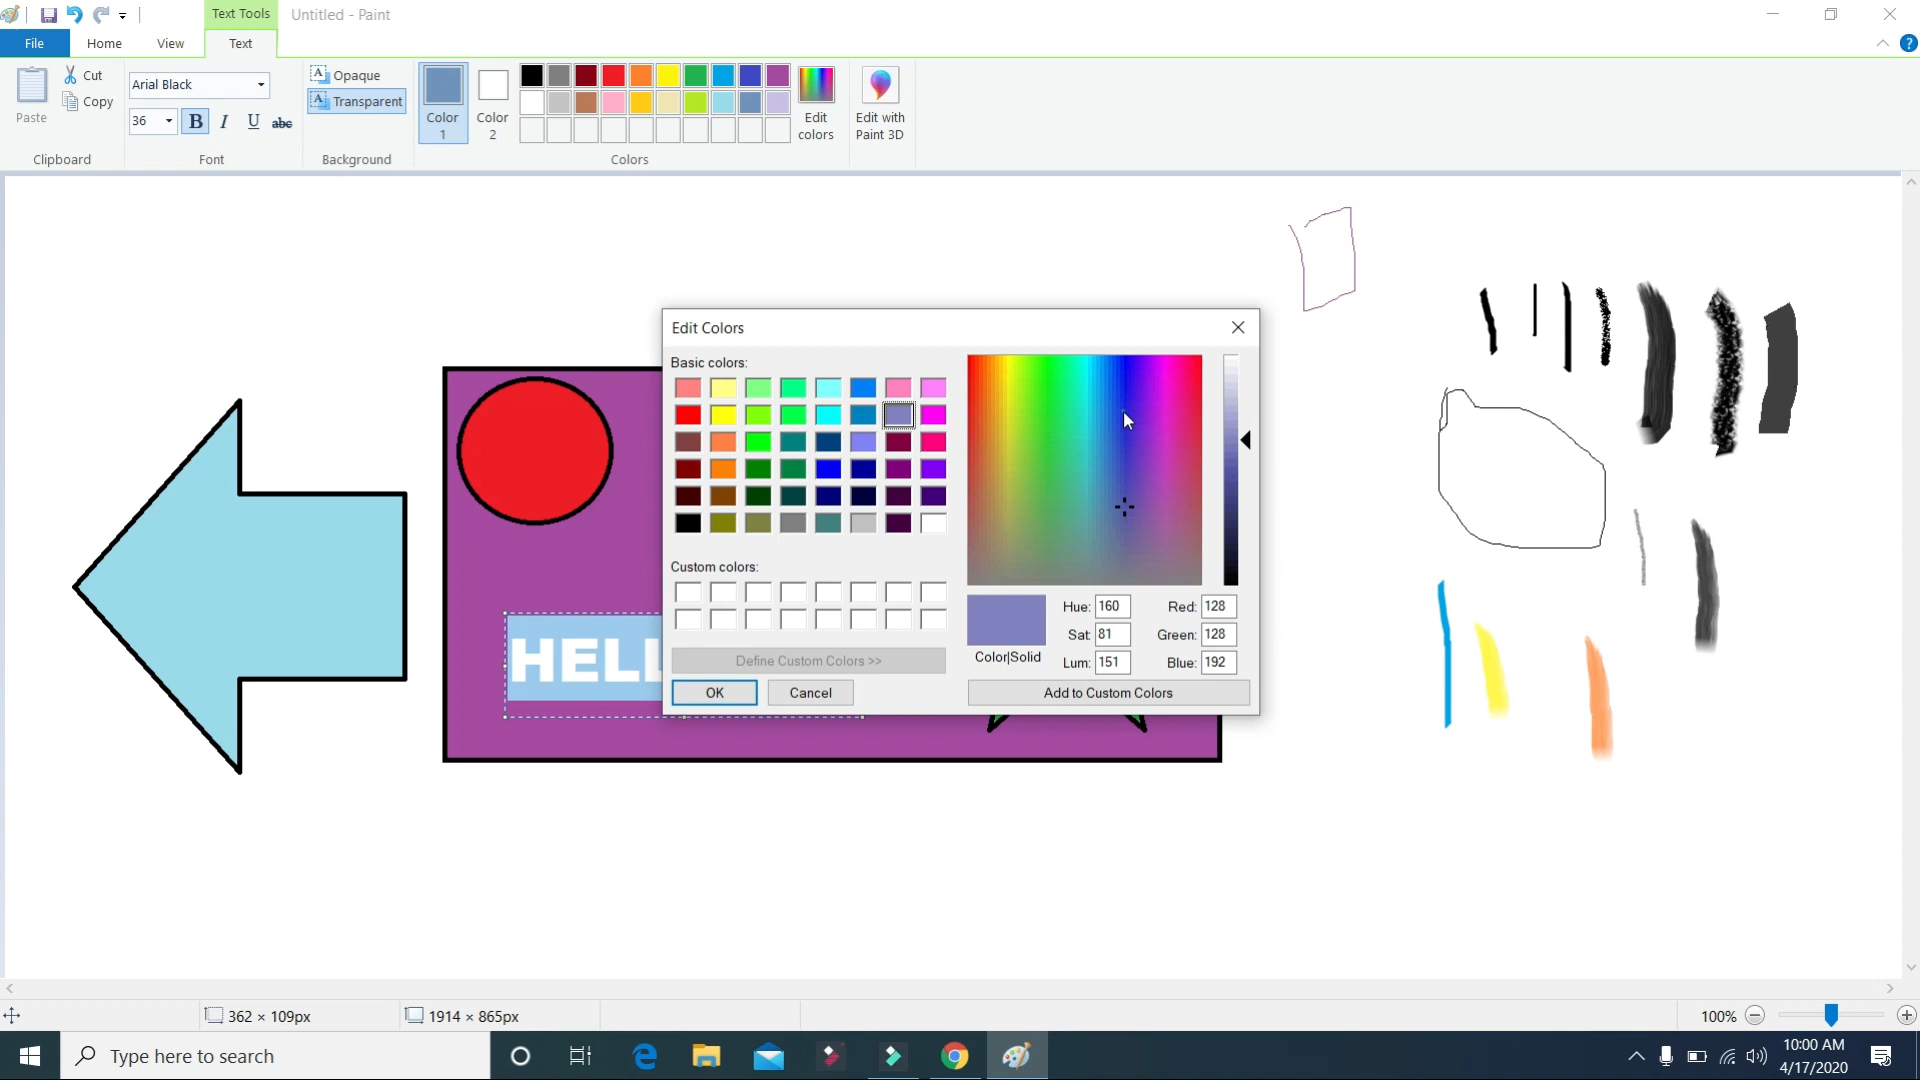 Text Tools
Untitled - Paint
File
Home
View
Text
Paste
Cut
Copy
Clipboard
Arial Black
36
B I U abc
Font
A Opaque
A Transparent
Background
Color 1
Color 2
Colors
Edit colors
Edit with Paint 3D
Edit Colors
Basic colors:
Custom colors:
Define Custom Colors >>
OK
Cancel
Hue: 160
Sat: 81
Lum: 151
Red: 128
Green: 128
Blue: 192
Color|Solid
Add to Custom Colors
HELL
362 × 109px
1914 × 865px
100%
Type here to search
10:00 AM
4/17/2020